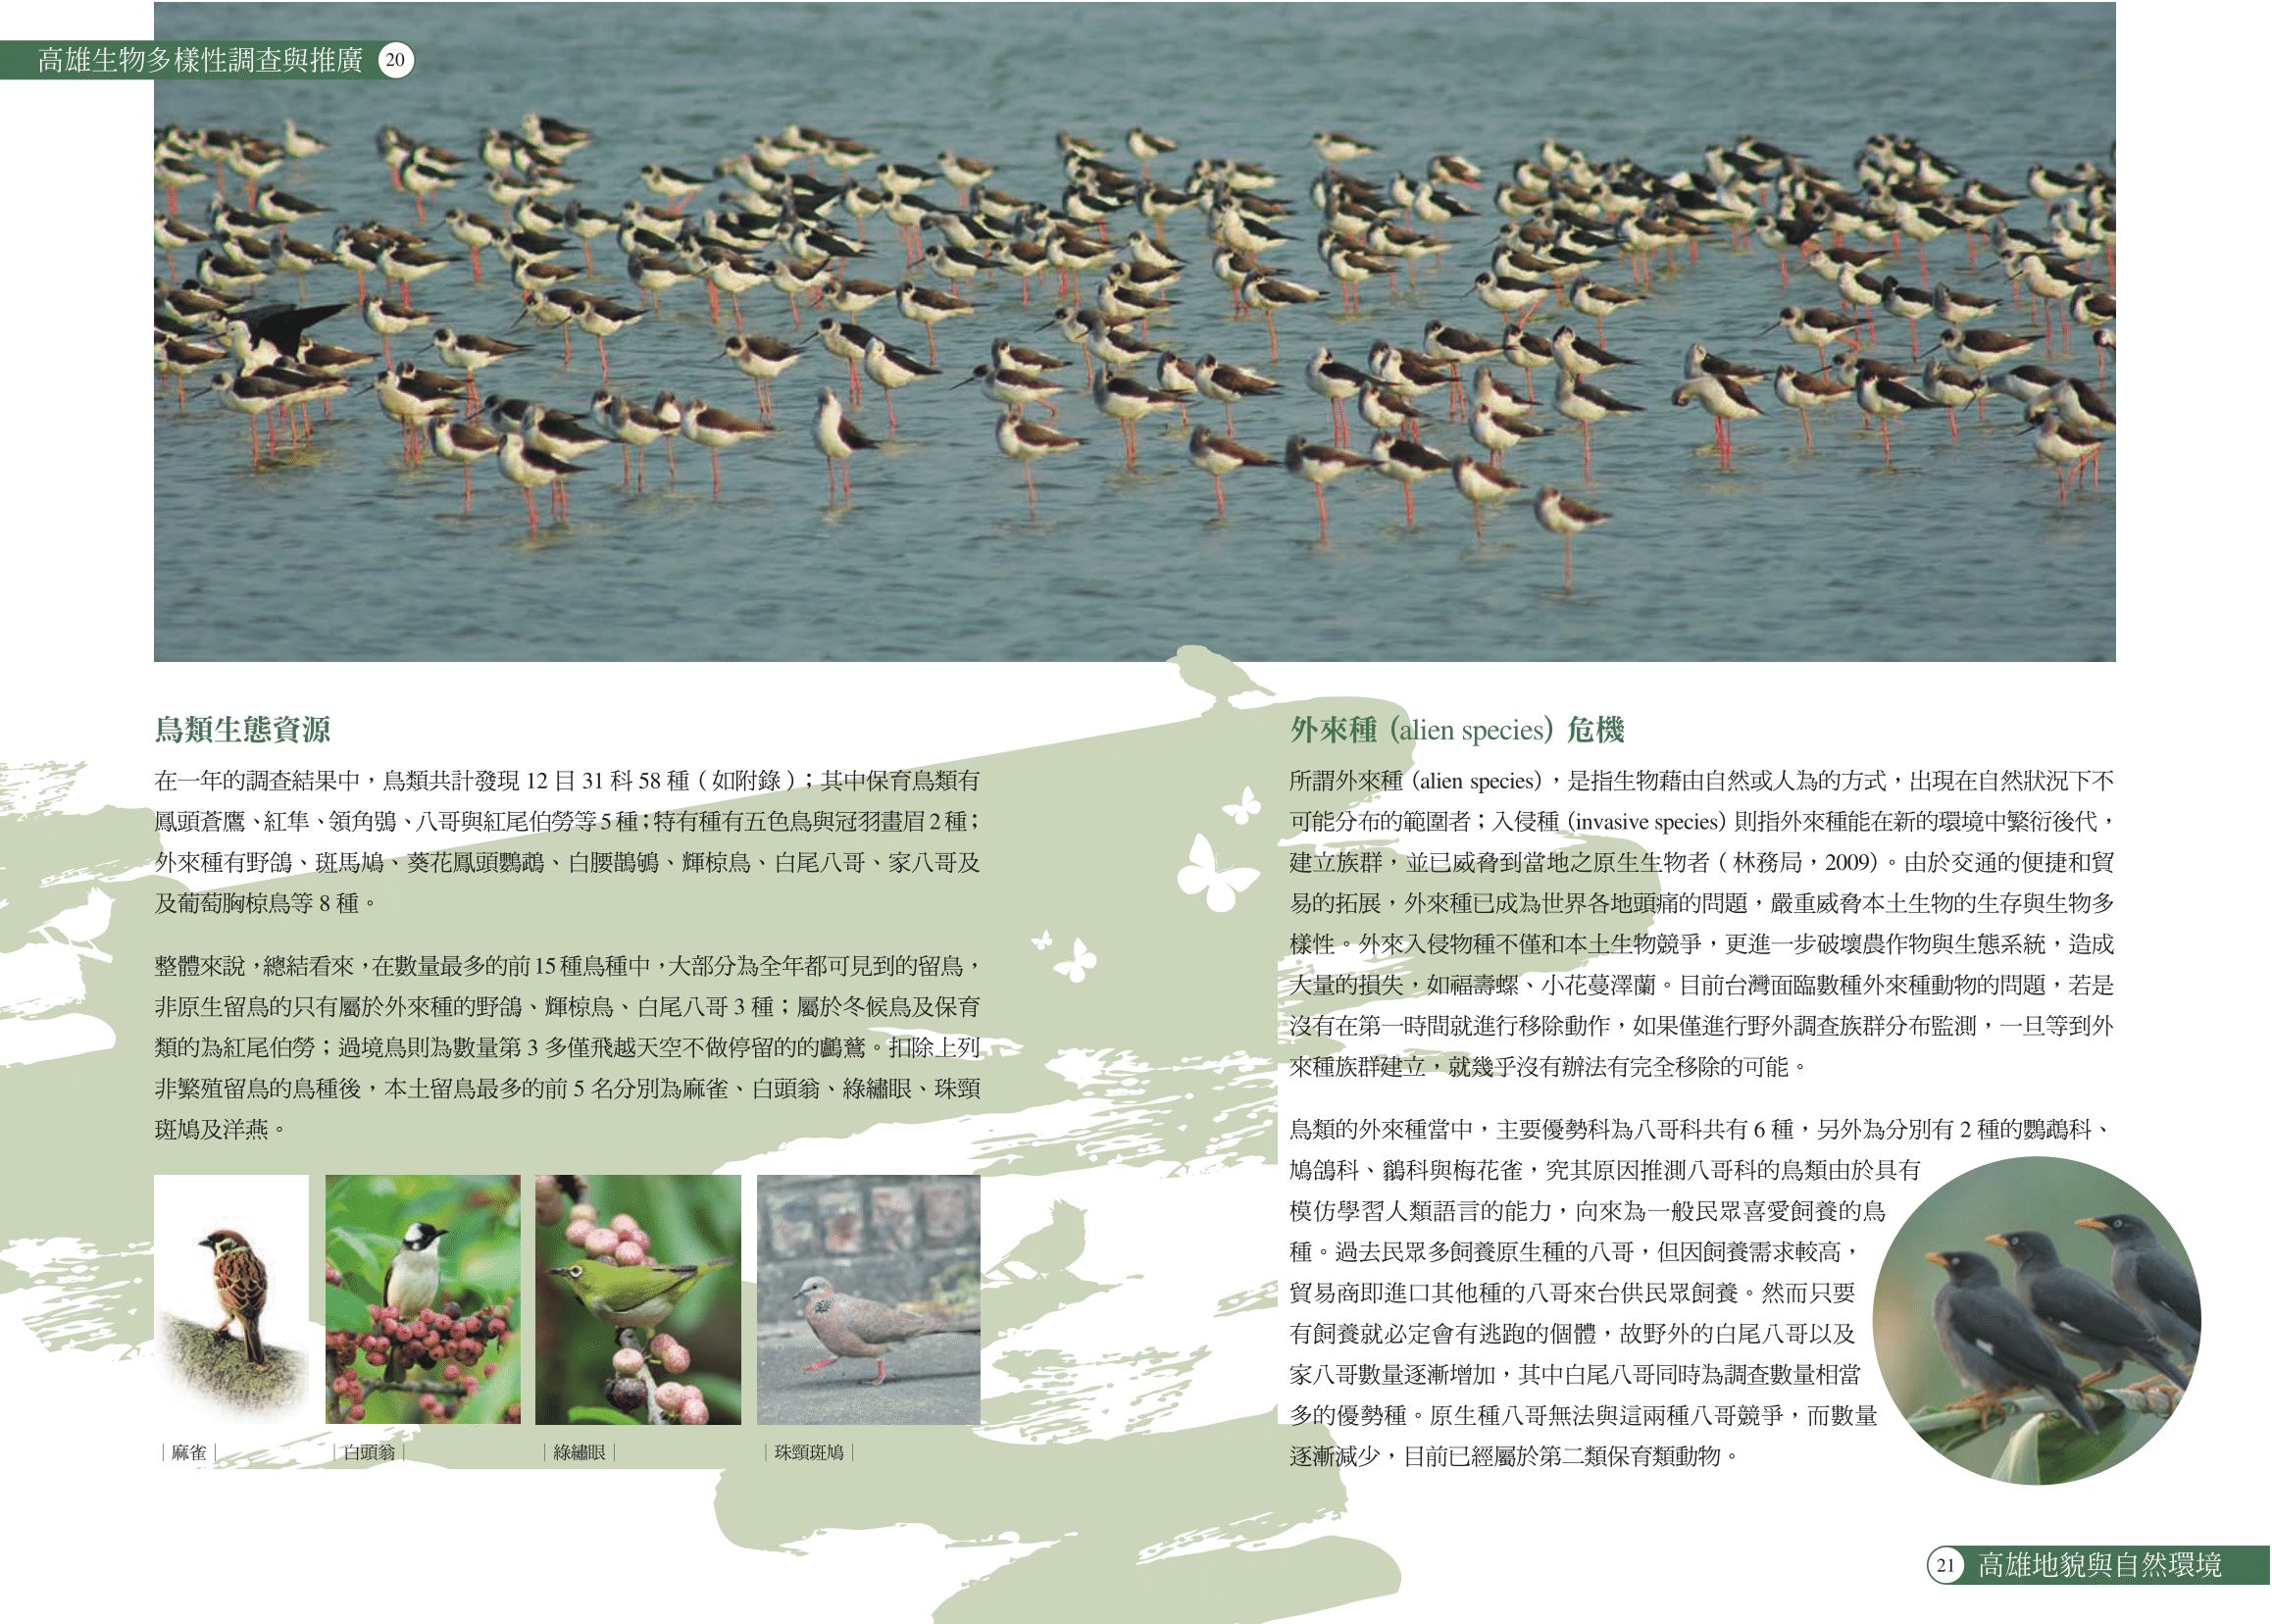 高雄生物多樣性調查與推廣 20
鳥類生態資源
在一年的調查結果中，鳥類共計發現 12 目 31 科 58 種（如附錄）；其中保育鳥類有
鳳頭蒼鷹、紅隼、領角鴞、八哥與紅尾伯勞等 5 種；特有種有五色鳥與冠羽畫眉 2 種；
外來種有野鴿、斑馬鳩、葵花鳳頭鸚鵡、白腰鵲鴝、輝椋鳥、白尾八哥、家八哥及
及葡萄胸椋鳥等 8 種。
整體來說，總結看來，在數量最多的前 15 種鳥種中，大部分為全年都可見到的留鳥，
非原生留鳥的只有屬於外來種的野鴿、輝椋鳥、白尾八哥 3 種；屬於冬候鳥及保育
類的為紅尾伯勞；過境鳥則為數量第 3 多僅飛越天空不做停留的的鸕鶿。扣除上列
非繁殖留鳥的鳥種後，本土留鳥最多的前 5 名分別為麻雀、白頭翁、綠繡眼、珠頸
斑鳩及洋燕。
| 麻雀 |
| 白頭翁 |
| 綠繡眼 |
| 珠頸斑鳩 |
外來種 (alien species) 危機
所謂外來種 (alien species)，是指生物藉由自然或人為的方式，出現在自然狀況下不
可能分布的範圍者；入侵種 (invasive species) 則指外來種能在新的環境中繁衍後代，
建立族群，並已威脅到當地之原生生物者（林務局，2009）。由於交通的便捷和貿
易的拓展，外來種已成為世界各地頭痛的問題，嚴重威脅本土生物的生存與生物多
樣性。外來入侵物種不僅和本土生物競爭，更進一步破壞農作物與生態系統，造成
大量的損失，如福壽螺、小花蔓澤蘭。目前台灣面臨數種外來種動物的問題，若是
沒有在第一時間就進行移除動作，如果僅進行野外調查族群分布監測，一旦等到外
來種族群建立，就幾乎沒有辦法有完全移除的可能。
鳥類的外來種當中，主要優勢科為八哥科共有 6 種，另外為分別有 2 種的鸚鵡科、
鳩鴿科、鶲科與梅花雀，究其原因推測八哥科的鳥類由於具有
模仿學習人類語言的能力，向來為一般民眾喜愛飼養的鳥
種。過去民眾多飼養原生種的八哥，但因飼養需求較高，
貿易商即進口其他種的八哥來台供民眾飼養。然而只要
有飼養就必定會有逃跑的個體，故野外的白尾八哥以及
家八哥數量逐漸增加，其中白尾八哥同時為調查數量相當
多的優勢種。原生種八哥無法與這兩種八哥競爭，而數量
逐漸減少，目前已經屬於第二類保育類動物。
21 高雄地貌與自然環境